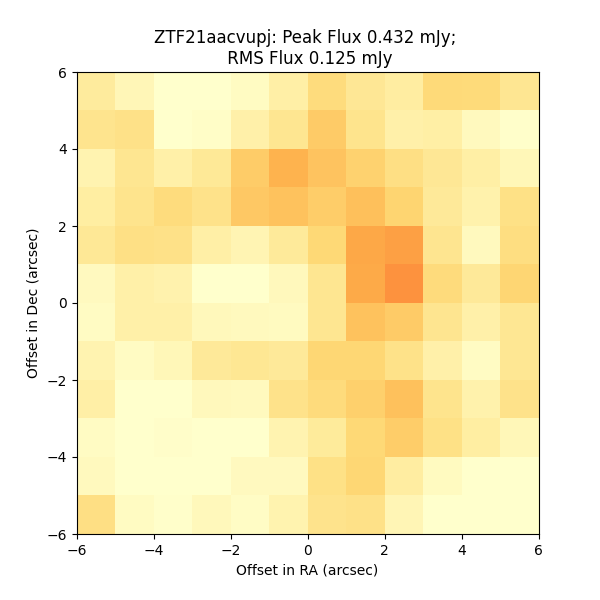 ZTF21aacvupj: Peak Flux 0.432 mJy;
RMS Flux 0.125 mJy
6
4
2
0
−2
−4
−6
Offset in Dec (arcsec)
−6 −4 −2 0 2 4 6
Offset in RA (arcsec)